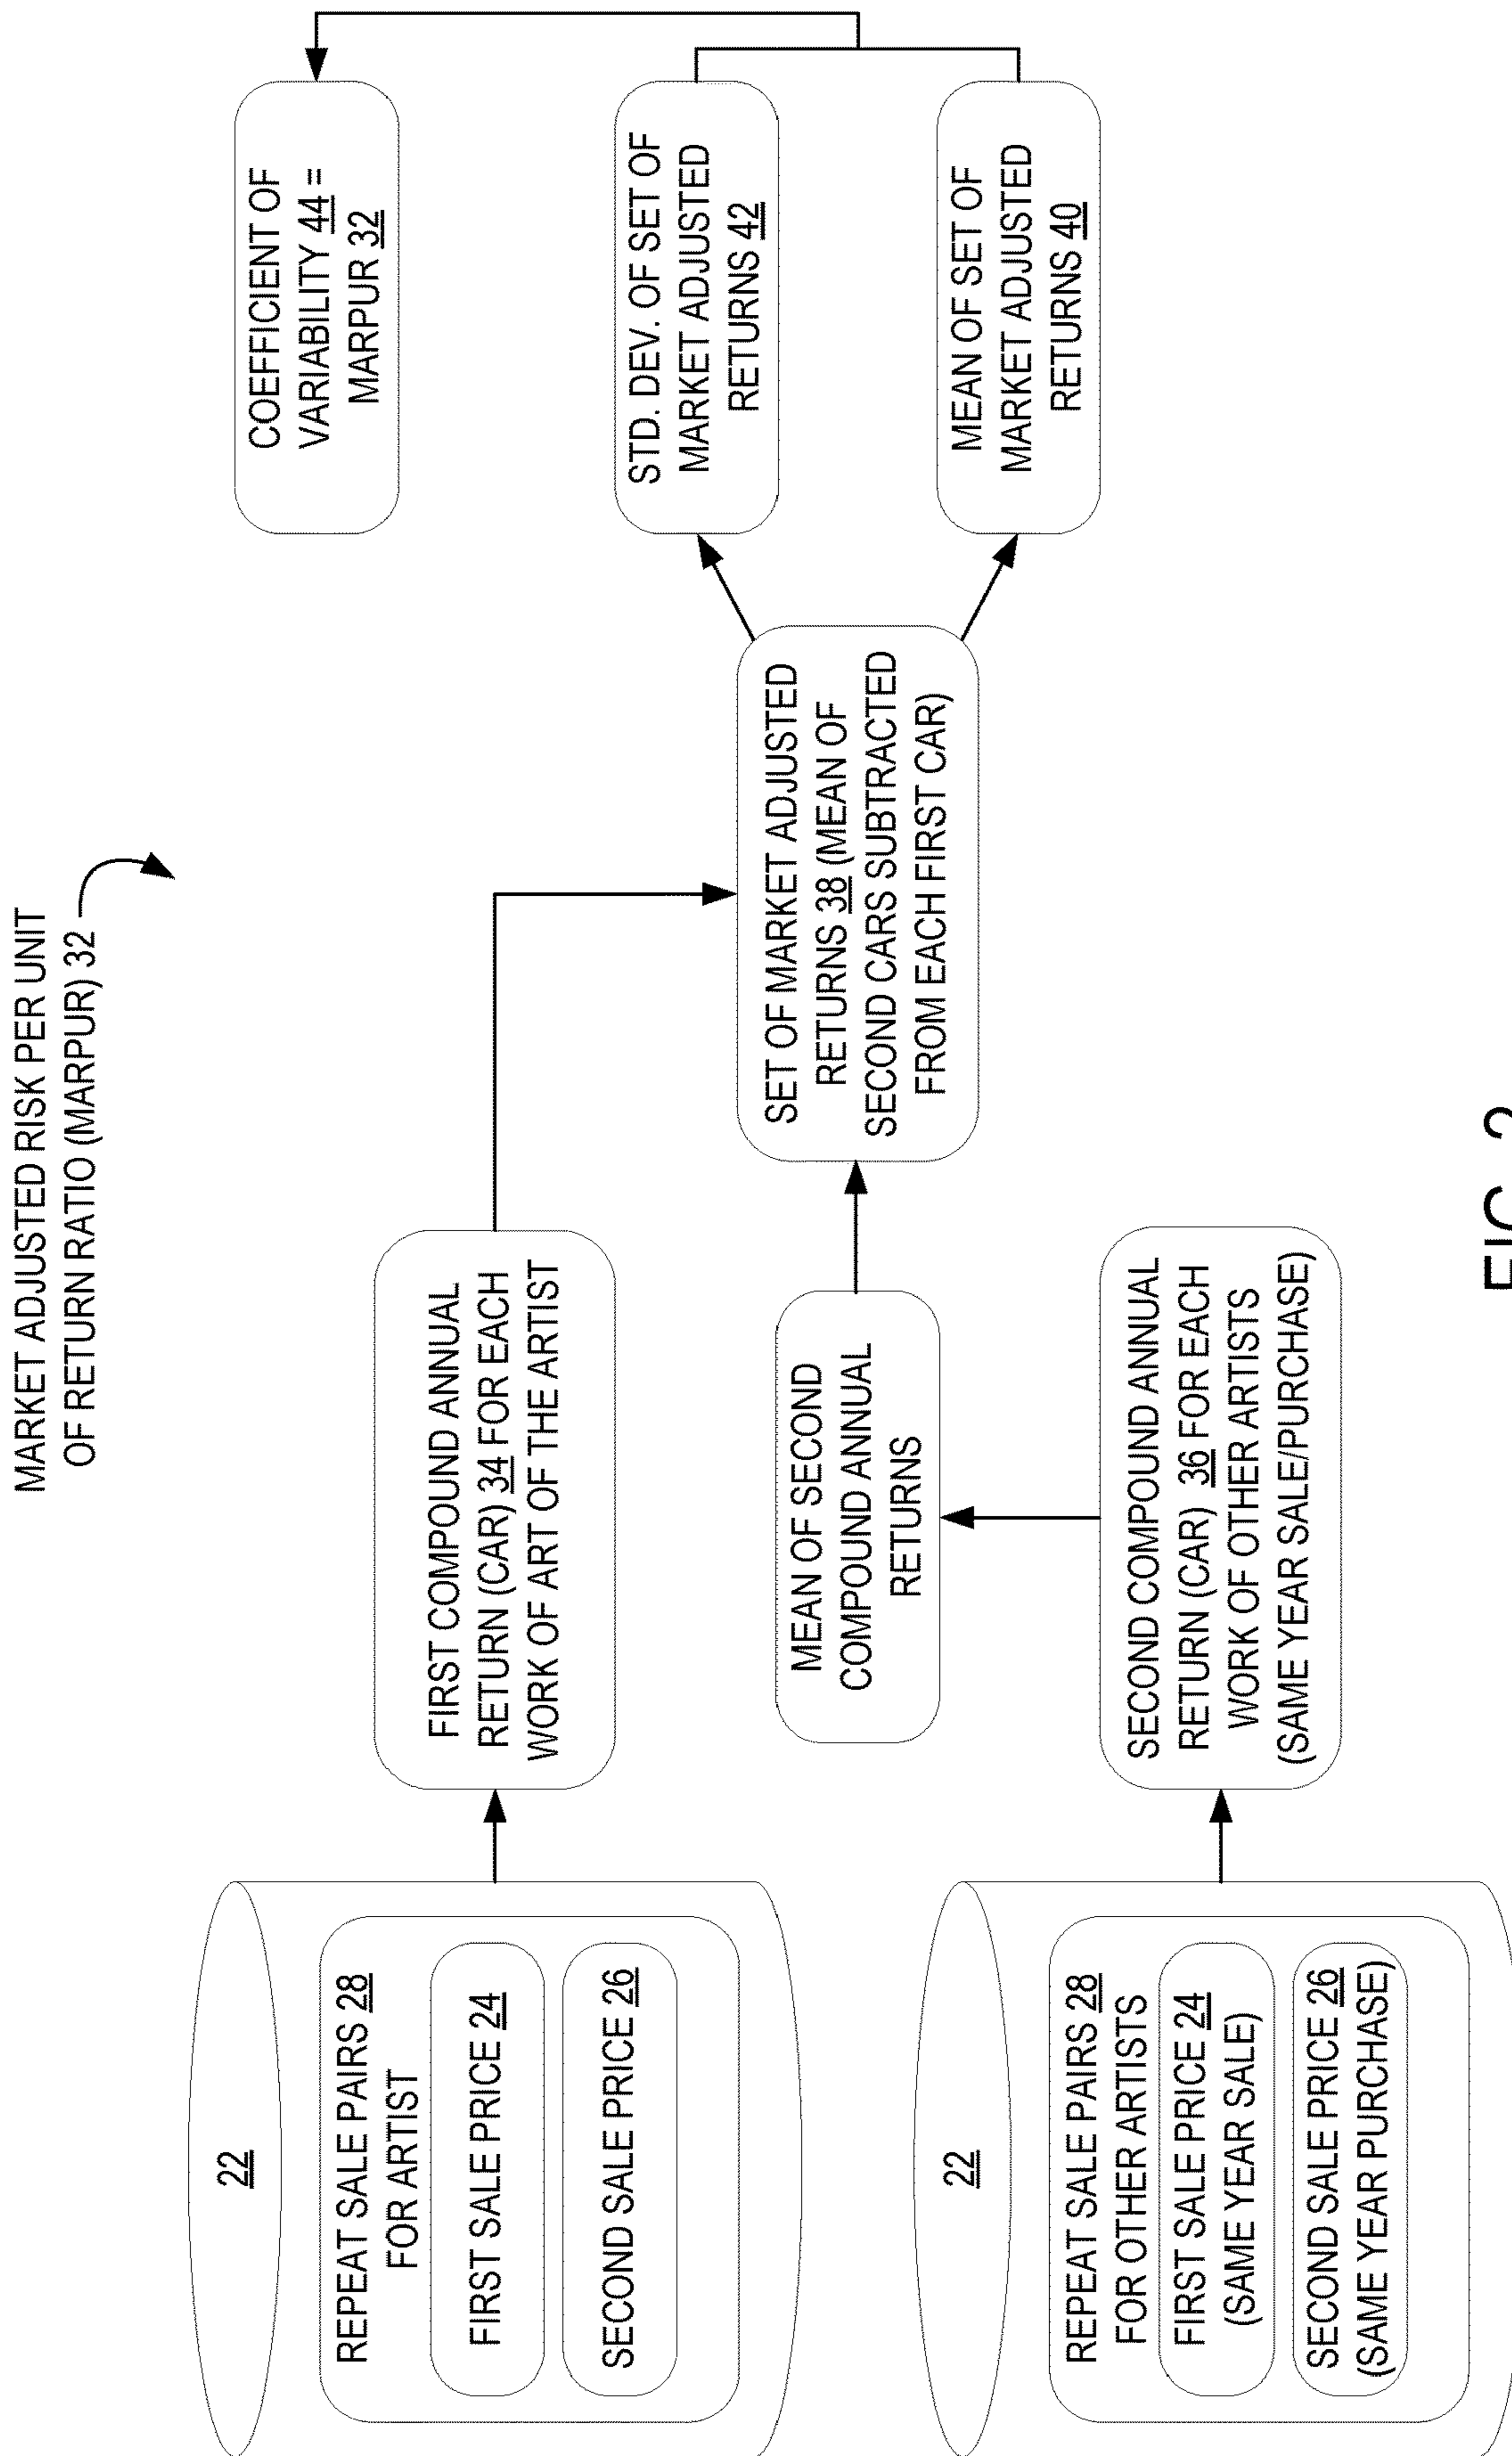 MARKET ADJUSTED RISK PER UNIT
OF RETURN RATIO (MARPUR) 32
22
REPEAT SALE PAIRS 28
FOR ARTIST
FIRST SALE PRICE 24
SECOND SALE PRICE 26
FIRST COMPOUND ANNUAL
RETURN (CAR) 34 FOR EACH
WORK OF ART OF THE ARTIST
22
REPEAT SALE PAIRS 28
FOR OTHER ARTISTS
FIRST SALE PRICE 24
(SAME YEAR SALE)
SECOND SALE PRICE 26
(SAME YEAR PURCHASE)
SECOND COMPOUND ANNUAL
RETURN (CAR) 36 FOR EACH
WORK OF OTHER ARTISTS
(SAME YEAR SALE/PURCHASE)
MEAN OF SECOND
COMPOUND ANNUAL
RETURNS
SET OF MARKET ADJUSTED
RETURNS 38 (MEAN OF
SECOND CARS SUBTRACTED
FROM EACH FIRST CAR)
COEFFICIENT OF
VARIABILITY 44 =
MARPUR 32
STD. DEV. OF SET OF
MARKET ADJUSTED
RETURNS 42
MEAN OF SET OF
MARKET ADJUSTED
RETURNS 40